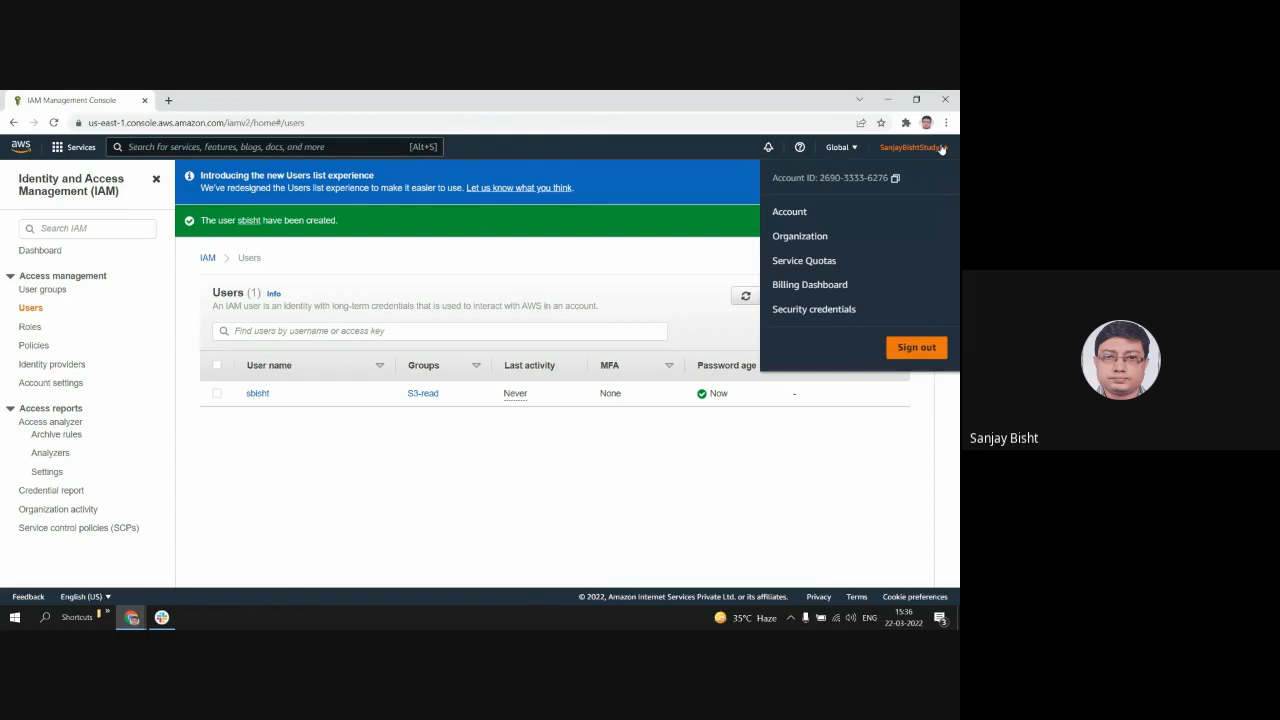 IAM Management Console
us-east-1.console.aws.amazon.com/iamv2/home#/users
aws
Services
Search for services, features, blogs, docs, and more
[Alt+S]
Global
SanjayBishtStudy
Identity and Access
Management (IAM)
Search IAM
Dashboard
Access management
User groups
Users
Roles
Policies
Identity providers
Account settings
Access reports
Access analyzer
Archive rules
Analyzers
Settings
Credential report
Organization activity
Service control policies (SCPs)
Introducing the new Users list experience
We've redesigned the Users list experience to make it easier to use. Let us know what you think.
The user sbisht have been created.
IAM
Users
Users (1) Info
An IAM user is an identity with long-term credentials that is used to interact with AWS in an account.
Find users by username or access key
User name Groups Last activity MFA Password age
sbisht S3-read Never None Now -
Account ID: 2690-3333-6276
Account
Organization
Service Quotas
Billing Dashboard
Security credentials
Sign out
Feedback English (US)
© 2022, Amazon Internet Services Private Ltd. or its affiliates. Privacy Terms Cookie preferences
Shortcuts
»
35°C Haze
ENG
15:36
22-03-2022
3
Sanjay Bisht